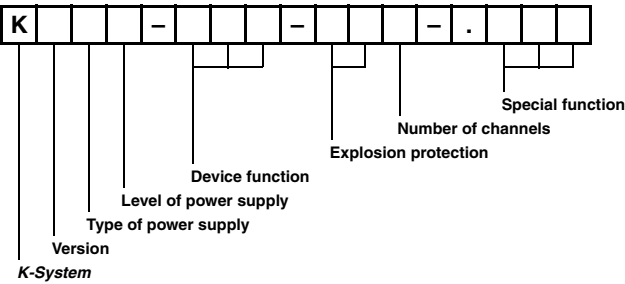 K – – – .
Special function
Number of channels
Explosion protection
Device function
Level of power supply
Type of power supply
Version
K-System